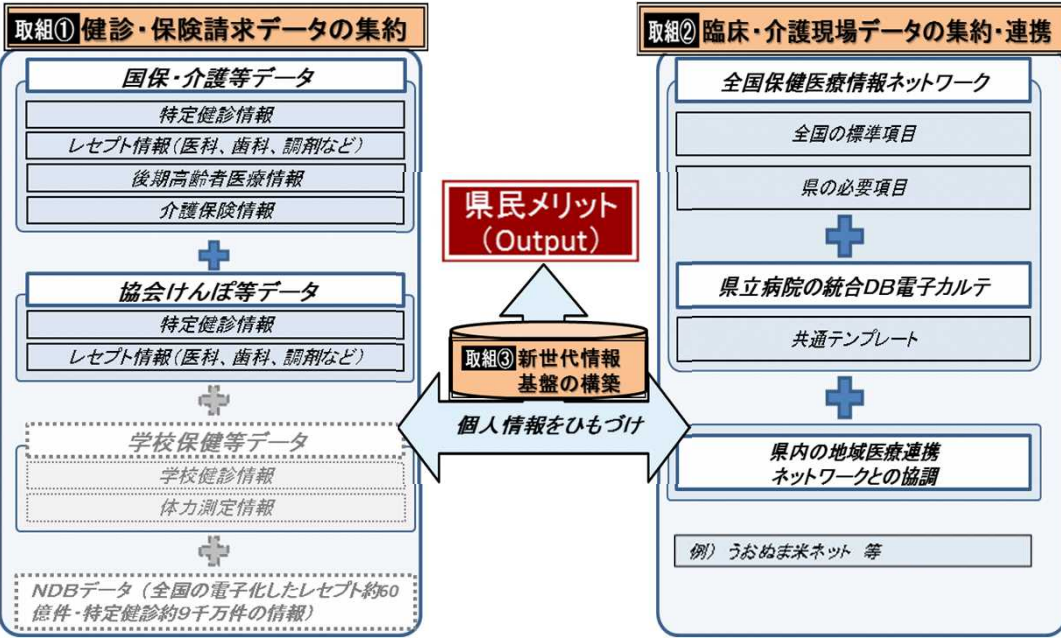 取組① 健診・保険請求データの集約
国保・介護等データ
特定健診情報
レセプト情報(医科、歯科、調剤など)
後期高齢者医療情報
介護保険情報
協会けんぽ等データ
特定健診情報
レセプト情報(医科、歯科、調剤など)
学校保健等データ
学校健診情報
体力測定情報
NDBデータ (全国の電子化したレセプト約60
億件・特定健診約9千万件の情報)
県民メリット
(Output)
取組③ 新世代情報
基盤の構築
個人情報をひもづけ
取組② 臨床・介護現場データの集約・連携
全国保健医療情報ネットワーク
全国の標準項目
県の必要項目
県立病院の統合DB電子カルテ
共通テンプレート
県内の地域医療連携
ネットワークとの協調
例) うおぬま米ネット 等